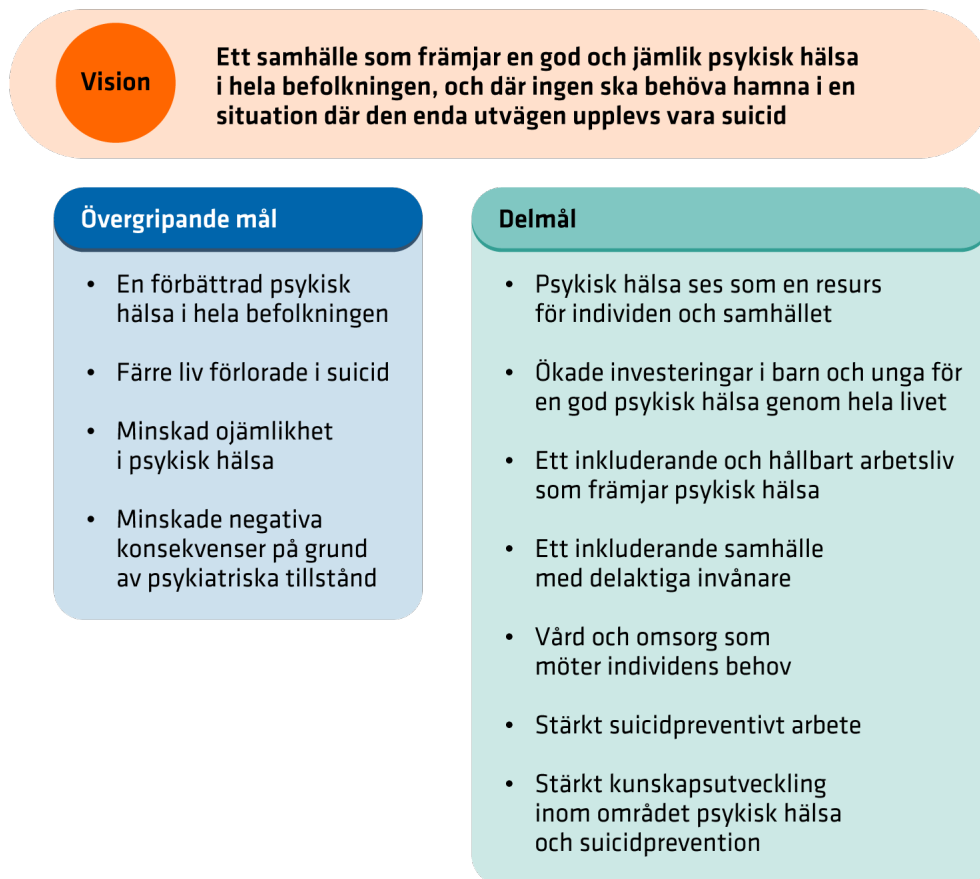 Vision
Ett samhälle som främjar en god och jämlik psykisk hälsa
i hela befolkningen, och där ingen ska behöva hamna i en
situation där den enda utvägen upplevs vara suicid
Övergripande mål
• En förbättrad psykisk
hälsa i hela befolkningen
• Färre liv förlorade i suicid
• Minskad ojämlikhet
i psykisk hälsa
• Minskade negativa
konsekvenser på grund
av psykiatriska tillstånd
Delmål
• Psykisk hälsa ses som en resurs
för individen och samhället
• Ökade investeringar i barn och unga för
en god psykisk hälsa genom hela livet
• Ett inkluderande och hållbart arbetsliv
som främjar psykisk hälsa
• Ett inkluderande samhälle
med delaktiga invånare
• Vård och omsorg som
möter individens behov
• Stärkt suicidpreventivt arbete
• Stärkt kunskapsutveckling
inom området psykisk hälsa
och suicidprevention